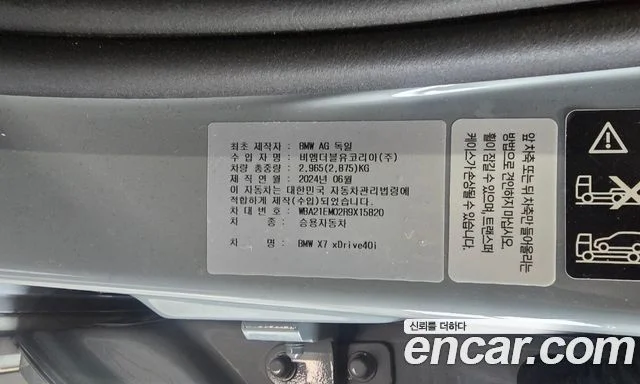 최초 제작자 : BMW AG 독일
수 입 자 명 : 비엠더블유코리아(주)
차량 총중량 : 2,965(2,875)KG
제 작 연 월 : 2024년 06월
이 자동차는 대한민국 자동차관리법령에
적합하게 제작(수입)되었습니다.
차 대 번 호 : WBA21EM02R9X15820
차 종 : 승용자동차
차 명 : BMW X7 xDrive40i
앞 차축 또는 뒤 차축만 들어올리는
방법으로 견인하지 마십시오.
휠이 잠길 수 있으며, 트랜스퍼
케이스가 손상될 수 있습니다.
신뢰를 더하다
encar.com